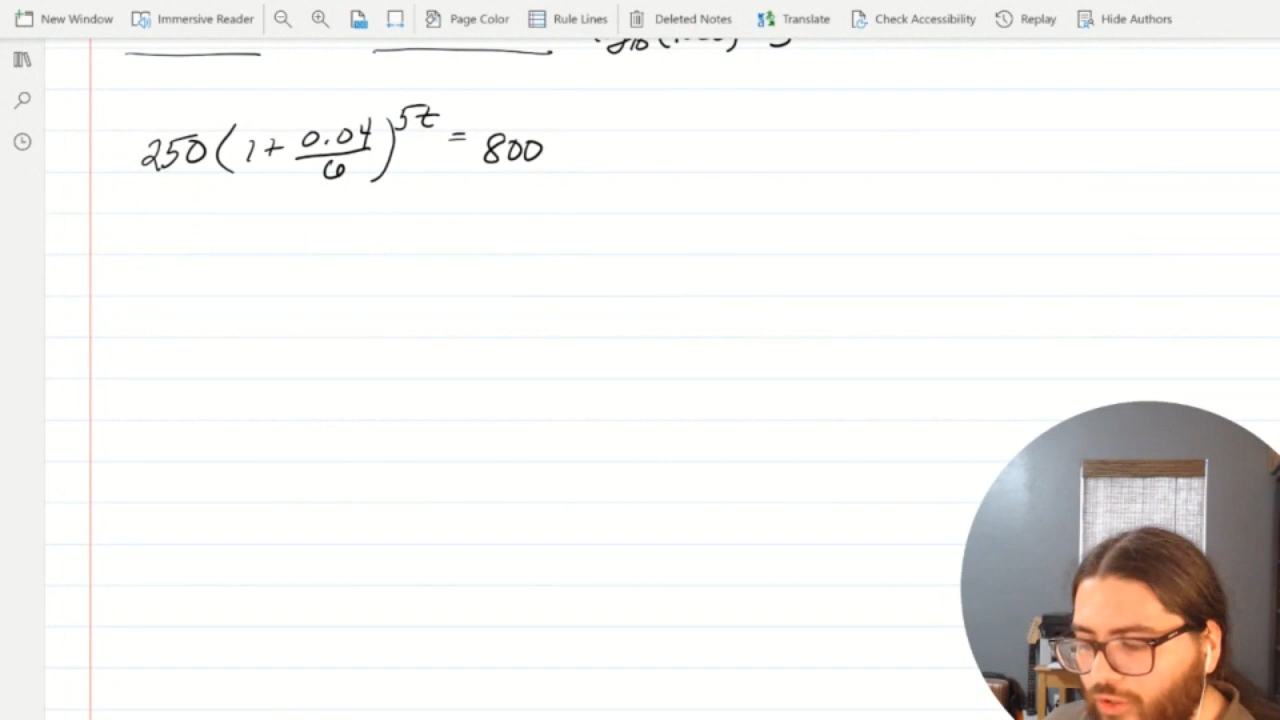 New Window Immersive Reader Page Color Rule Lines Deleted Notes Translate Check Accessibility Replay Hide Authors
250(1+ 0.04/6)^5t = 800